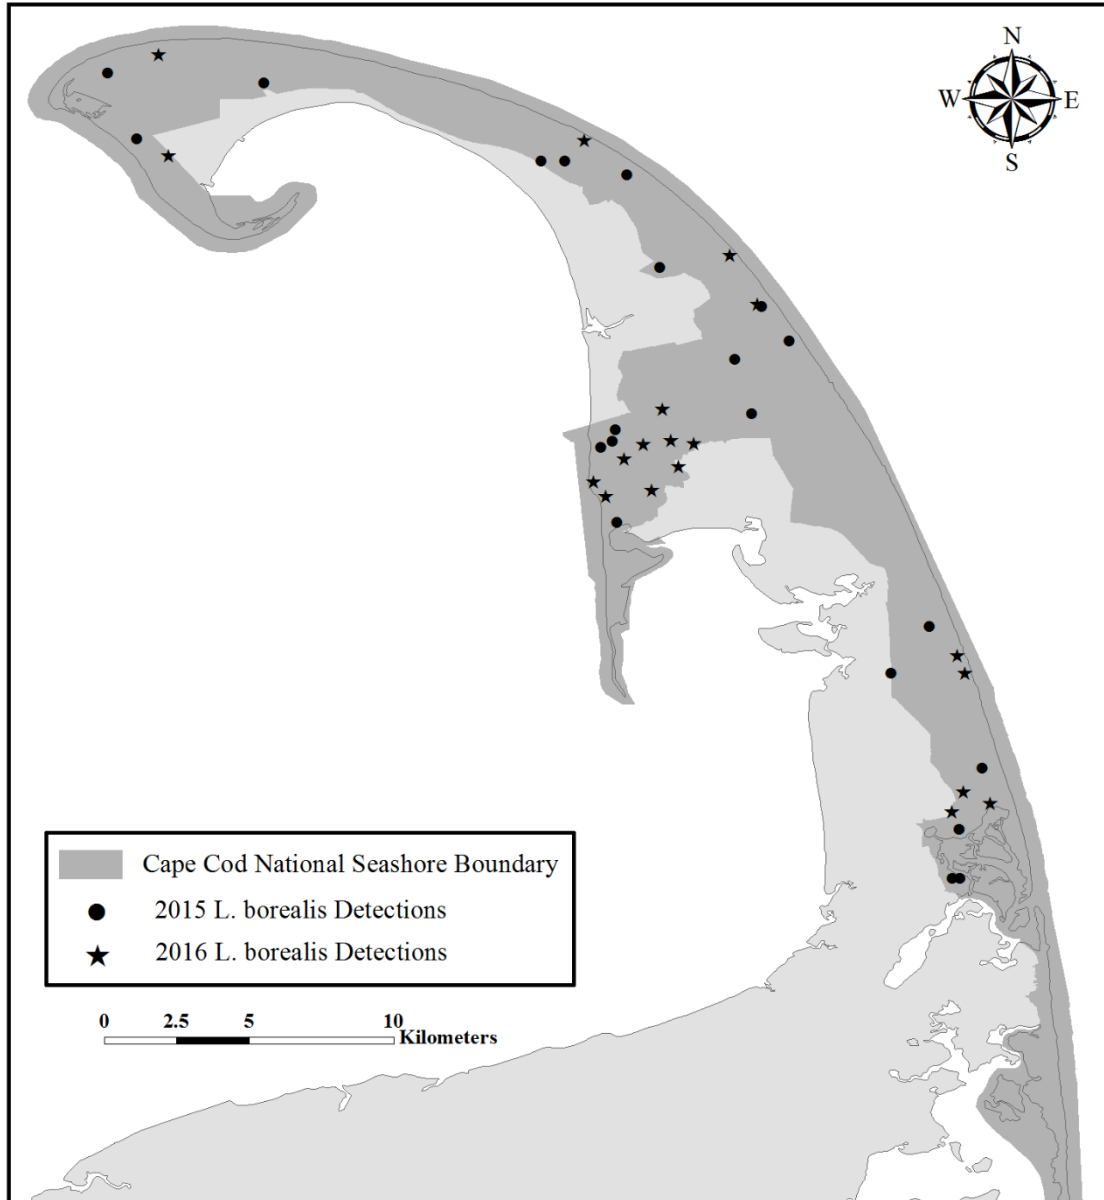 N
W E
S
Cape Cod National Seashore Boundary
2015 L. borealis Detections
2016 L. borealis Detections
0 2.5 5 10
Kilometers